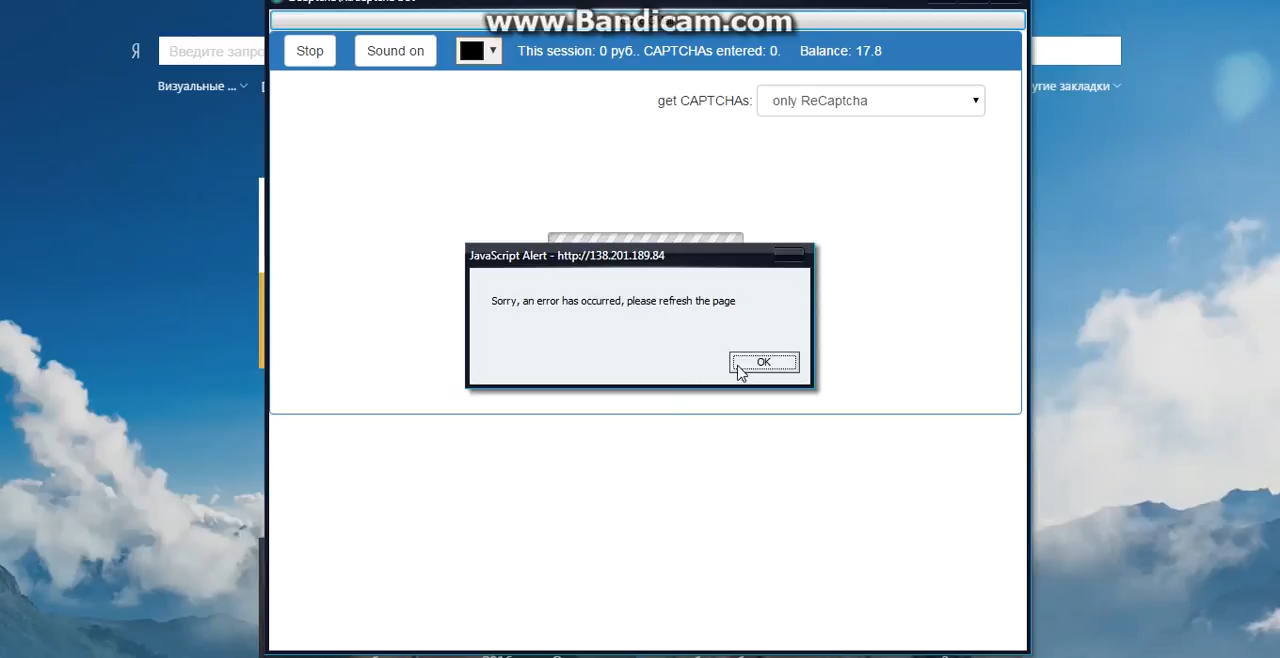 www.Bandicam.com
Я
Введите запро
Stop
Sound on
This session: 0 руб.. CAPTCHAs entered: 0.
Balance: 17.8
Визуальные ...
get CAPTCHAs:
only ReCaptcha
JavaScript Alert - http://138.201.189.84
Sorry, an error has occurred, please refresh the page
OK